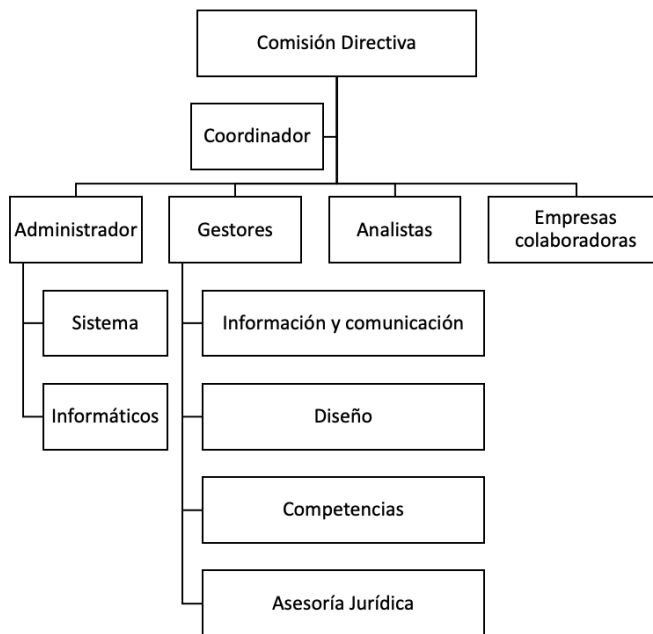 Comisión Directiva
Coordinador
Administrador
Gestores
Analistas
Empresas
colaboradoras
Sistema
Información y comunicación
Informáticos
Diseño
Competencias
Asesoría Jurídica